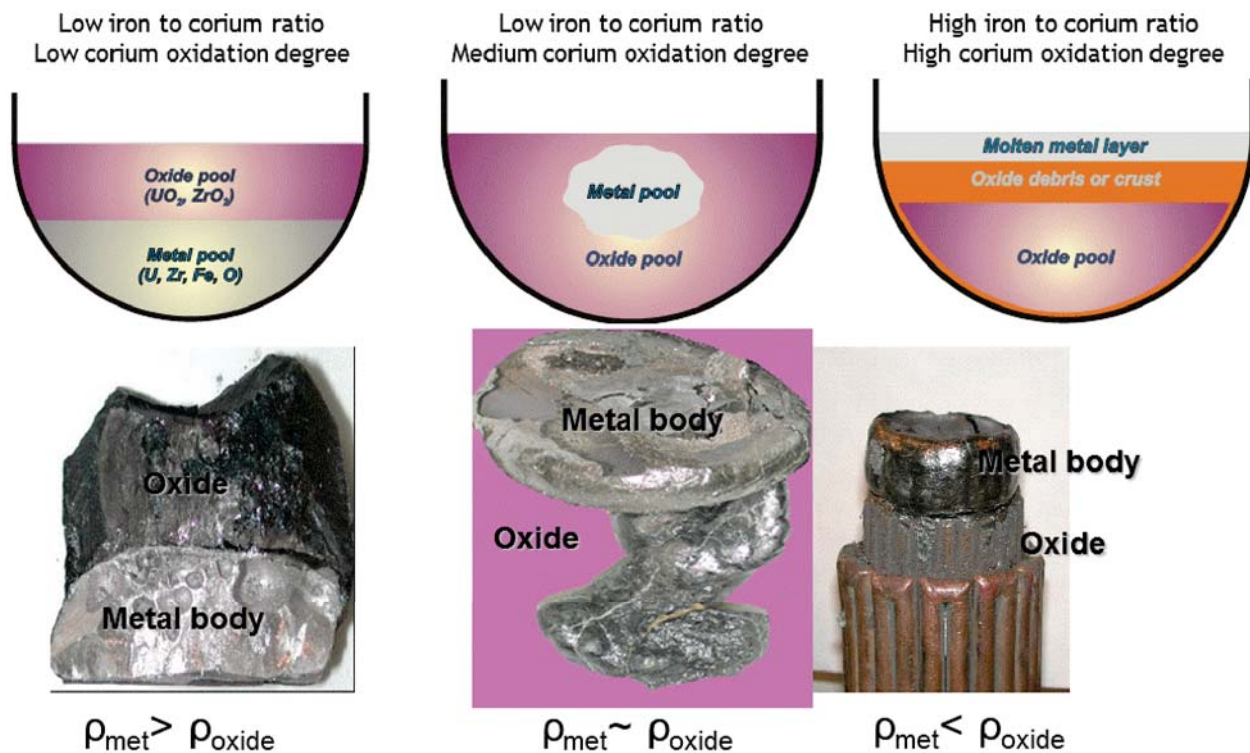 Low iron to corium ratio
Low corium oxidation degree
Low iron to corium ratio
Medium corium oxidation degree
High iron to corium ratio
High corium oxidation degree
Oxide pool
(UO₂, ZrO₂)
Metal pool
(U, Zr, Fe, O)
Metal pool
Oxide pool
Molten metal layer
Oxide debris or crust
Oxide pool
Oxide
Metal body
Metal body
Oxide
Metal body
Oxide
ρmet> ρoxide
ρmet~ ρoxide
ρmet< ρoxide